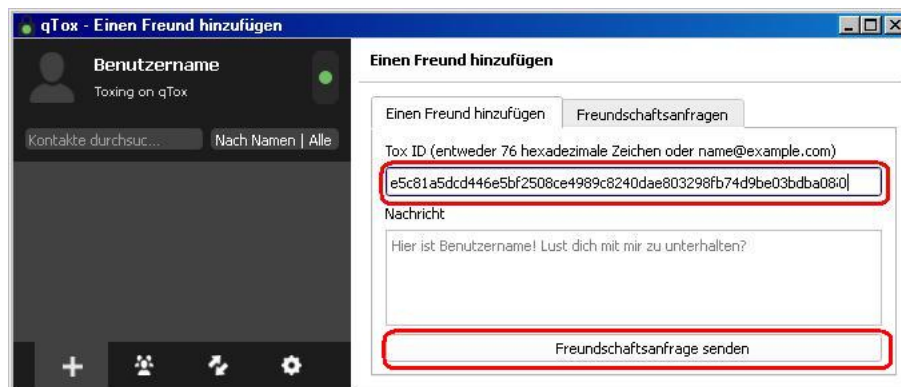 qTox - Einen Freund hinzufügen
Benutzername
Toxing on qTox
Kontakte durchsuc...
Nach Namen | Alle
Einen Freund hinzufügen
Einen Freund hinzufügen
Freundschaftsanfragen
Tox ID (entweder 76 hexadezimale Zeichen oder name@example.com)
e5c81a5dcd446e5bf2508ce4989c8240dae803298fb74d9be03bdba080
Nachricht
Hier ist Benutzername! Lust dich mit mir zu unterhalten?
Freundschaftsanfrage senden